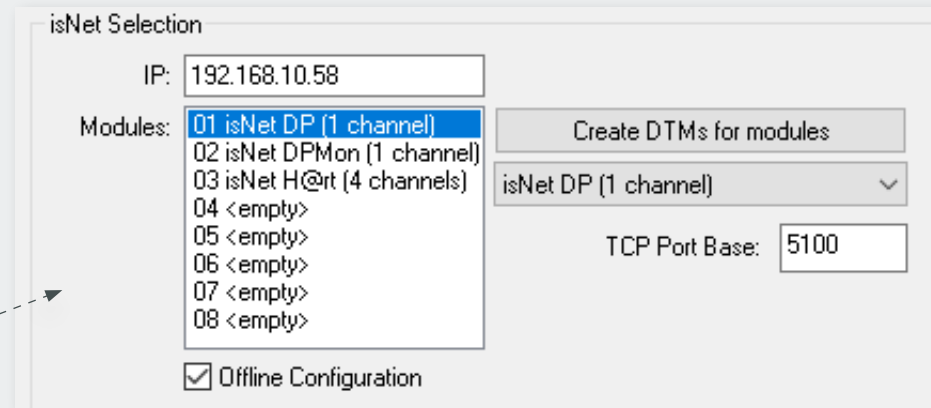 isNet Selection
IP: 192.168.10.58
Modules: 01 isNet DP (1 channel)
02 isNet DPMon (1 channel)
03 isNet H@rt (4 channels)
04 <empty>
05 <empty>
06 <empty>
07 <empty>
08 <empty>
Create DTMs for modules
isNet DP (1 channel)
TCP Port Base: 5100
Offline Configuration